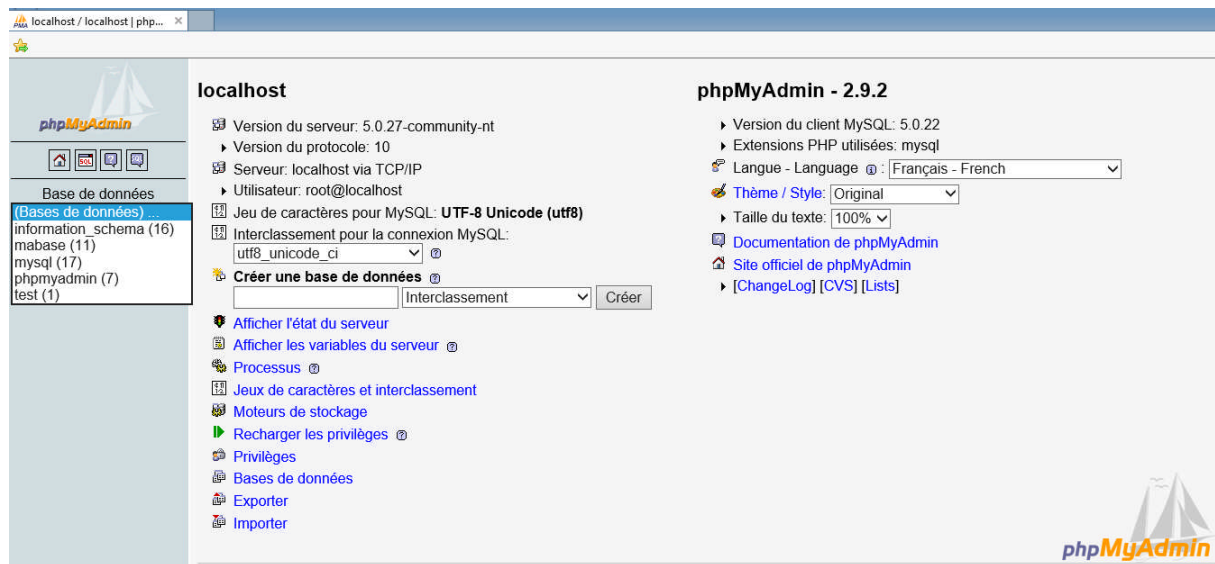 localhost / localhost | php...
phpMyAdmin
SQL
Base de données
(Bases de données) ...
information_schema (16)
mabase (11)
mysql (17)
phpmyadmin (7)
test (1)
localhost
Version du serveur: 5.0.27-community-nt
Version du protocole: 10
Serveur: localhost via TCP/IP
Utilisateur: root@localhost
Jeu de caractères pour MySQL: UTF-8 Unicode (utf8)
Interclassement pour la connexion MySQL:
utf8_unicode_ci
Créer une base de données
Interclassement Créer
Afficher l'état du serveur
Afficher les variables du serveur
Processus
Jeux de caractères et interclassement
Moteurs de stockage
Recharger les privilèges
Privilèges
Bases de données
Exporter
Importer
phpMyAdmin - 2.9.2
Version du client MySQL: 5.0.22
Extensions PHP utilisées: mysql
Langue - Language : Français - French
Thème / Style: Original
Taille du texte: 100%
Documentation de phpMyAdmin
Site officiel de phpMyAdmin
[ChangeLog] [CVS] [Lists]
phpMyAdmin